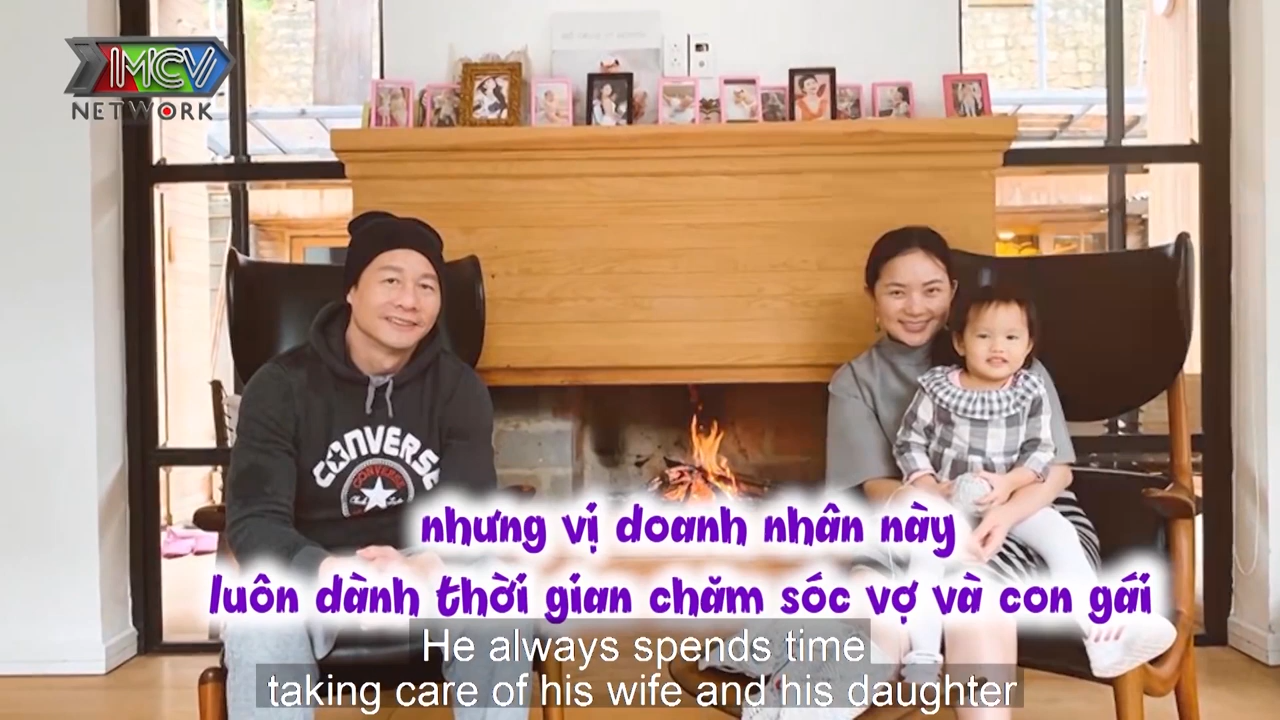 MCV
NETWORK
CONVERSE
CONVERSE
nhưng vị doanh nhân này
luôn dành thời gian chăm sóc vợ và con gái
He always spends time
taking care of his wife and his daughter